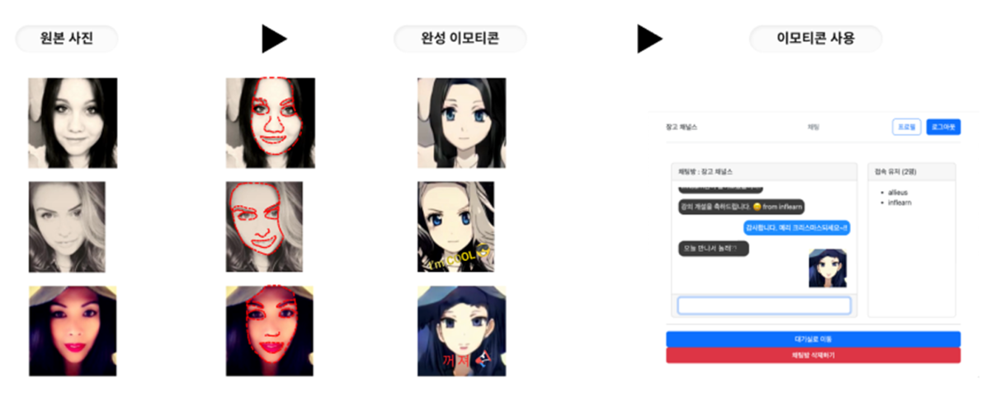 원본 사진
완성 이모티콘
이모티콘 사용
I'm COOL
꺼져
장고 채널스
채팅
프로필
로그아웃
채팅방 : 장고 채널스
강의 개설을 축하드립니다. 😄 from inflearn
감사합니다. 메리 크리스마스되세요~!!
오늘 만나서 놀래?
접속 유저 (2명)
allieus
inflearn
대기실로 이동
채팅방 삭제하기